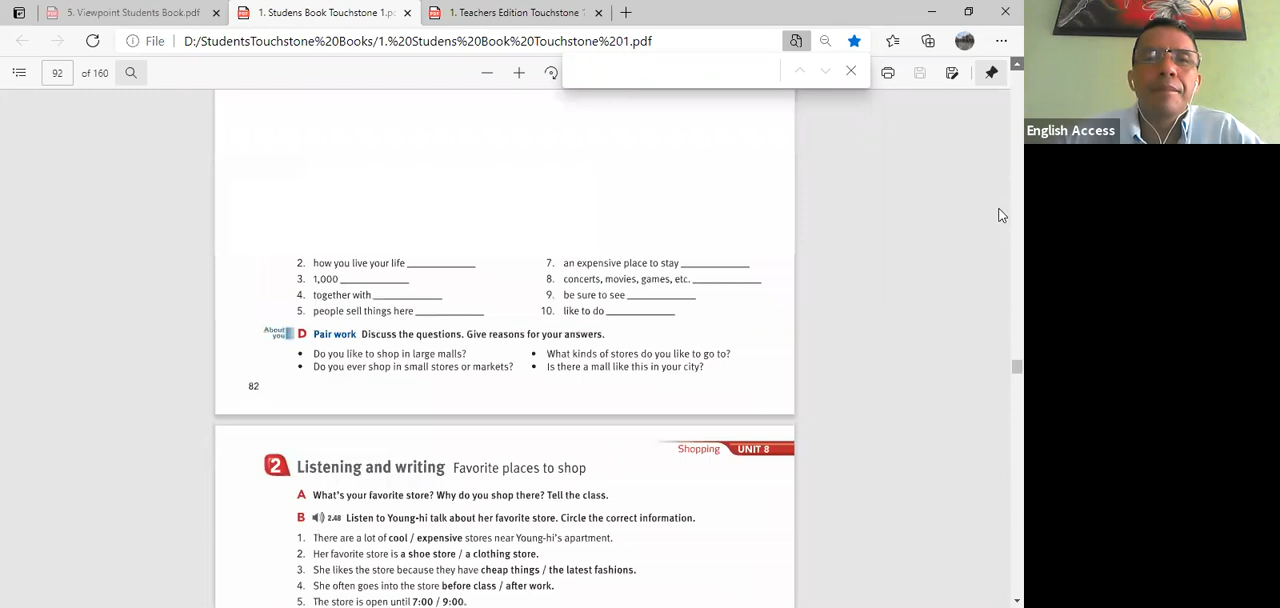 5. Viewpoint Students Book.pdf
1. Studens Book Touchstone 1.pc
1. Teachers Edition Touchstone
File D:/StudentsTouchstone%20Books/1.%20Studens%20Book%20Touchstone%201.pdf
92 of 160
English Access
2. how you live your life
3. 1,000
4. together with
5. people sell things here
7. an expensive place to stay
8. concerts, movies, games, etc.
9. be sure to see
10. like to do
About you D Pair work Discuss the questions. Give reasons for your answers.
• Do you like to shop in large malls?
• Do you ever shop in small stores or markets?
• What kinds of stores do you like to go to?
• Is there a mall like this in your city?
82
Shopping UNIT 8
2 Listening and writing Favorite places to shop
A What's your favorite store? Why do you shop there? Tell the class.
B 2.48 Listen to Young-hi talk about her favorite store. Circle the correct information.
1. There are a lot of cool / expensive stores near Young-hi's apartment.
2. Her favorite store is a shoe store / a clothing store.
3. She likes the store because they have cheap things / the latest fashions.
4. She often goes into the store before class / after work.
5. The store is open until 7:00 / 9:00.